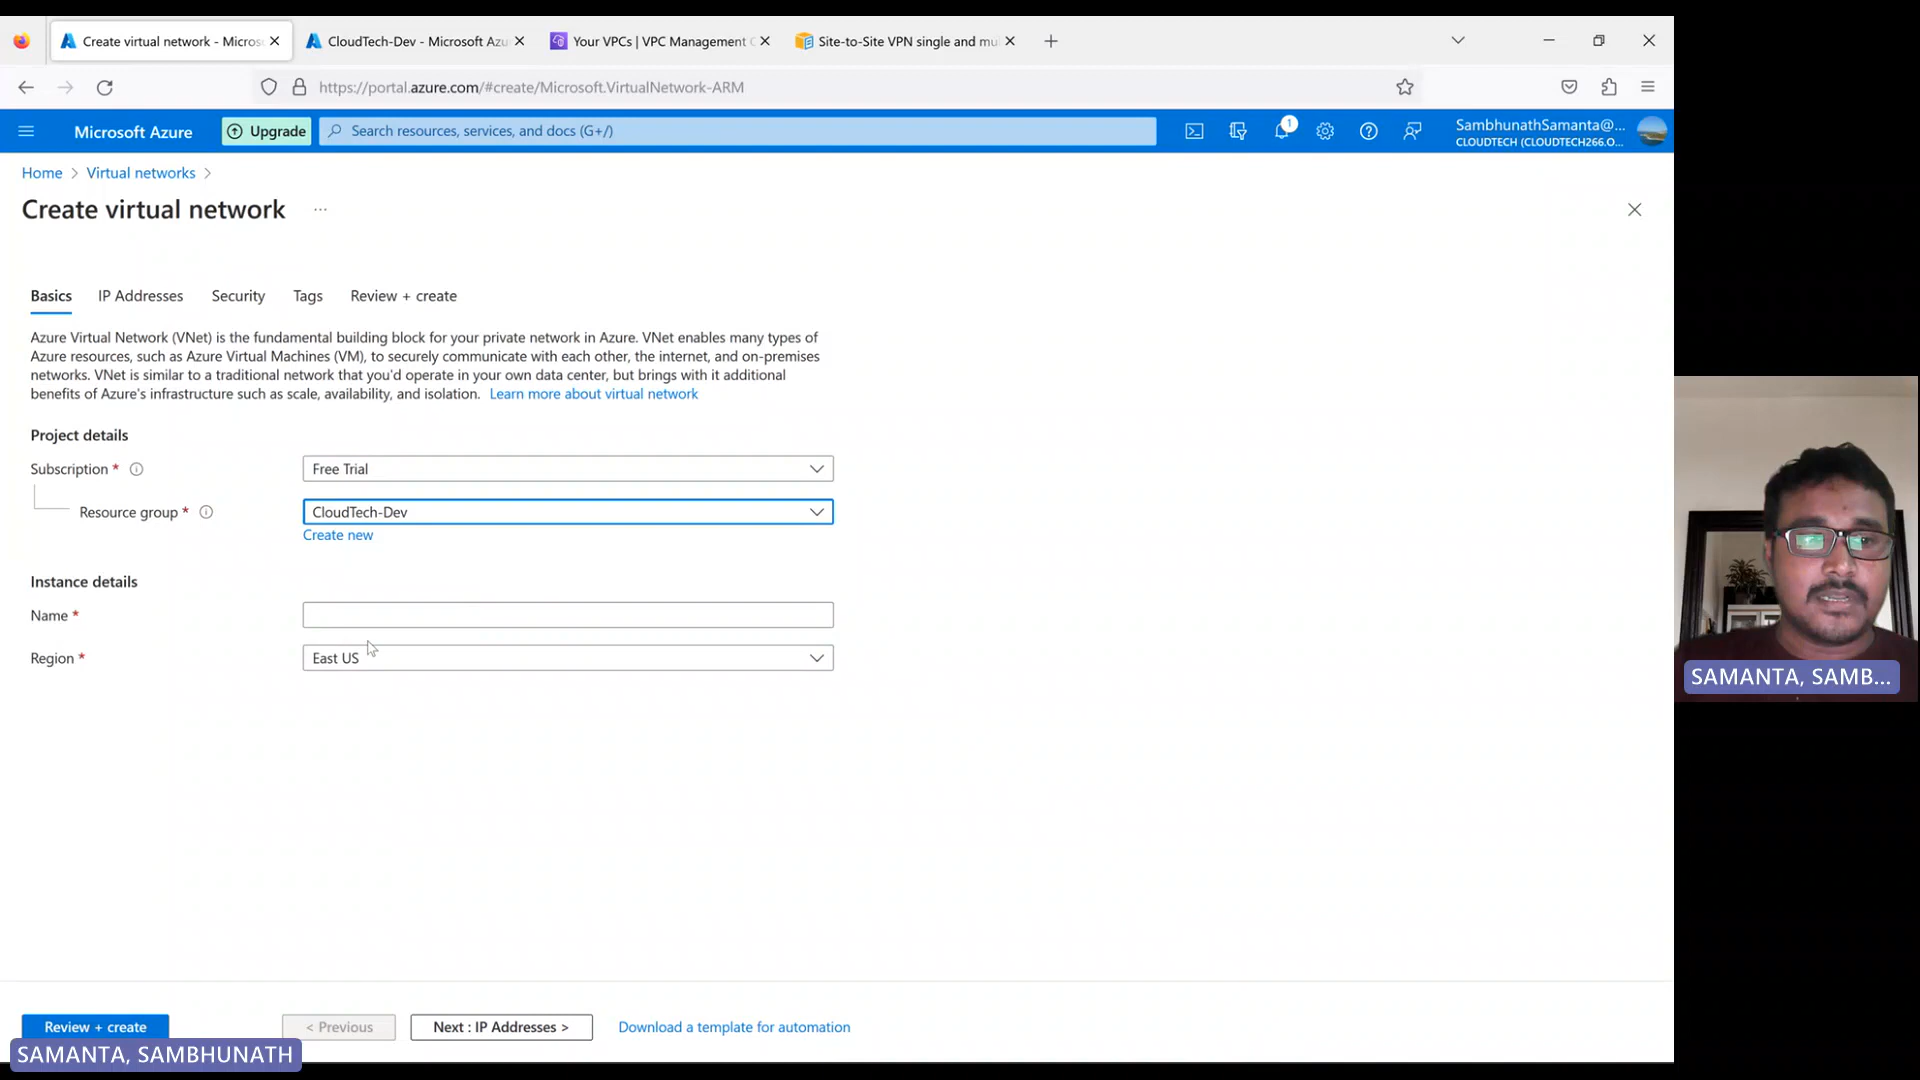 Create virtual network - Micros
CloudTech-Dev - Microsoft Azu
Your VPCs | VPC Management C
Site-to-Site VPN single and mu
https://portal.azure.com/#create/Microsoft.VirtualNetwork-ARM
Microsoft Azure
Upgrade
Search resources, services, and docs (G+/)
1
SambhunathSamanta@...
CLOUDTECH (CLOUDTECH266.O...
Home > Virtual networks >
Create virtual network ...
Basics
IP Addresses
Security
Tags
Review + create
Azure Virtual Network (VNet) is the fundamental building block for your private network in Azure. VNet enables many types of
Azure resources, such as Azure Virtual Machines (VM), to securely communicate with each other, the internet, and on-premises
networks. VNet is similar to a traditional network that you'd operate in your own data center, but brings with it additional
benefits of Azure's infrastructure such as scale, availability, and isolation. Learn more about virtual network
Project details
Subscription *
Free Trial
Resource group *
CloudTech-Dev
Create new
Instance details
Name *
Region *
East US
SAMANTA, SAMB...
Review + create
< Previous
Next : IP Addresses >
Download a template for automation
SAMANTA, SAMBHUNATH